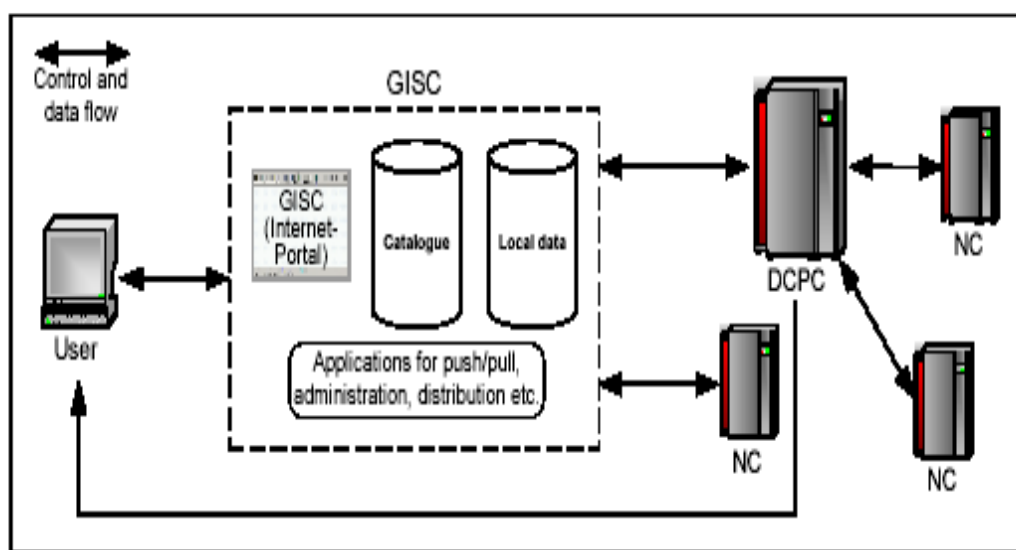 Control and
data flow
GISC
GISC
(Internet-
Portal)
Catalogue
Local data
Applications for push/pull,
administration, distribution etc.
User
DCPC
NC
NC
NC